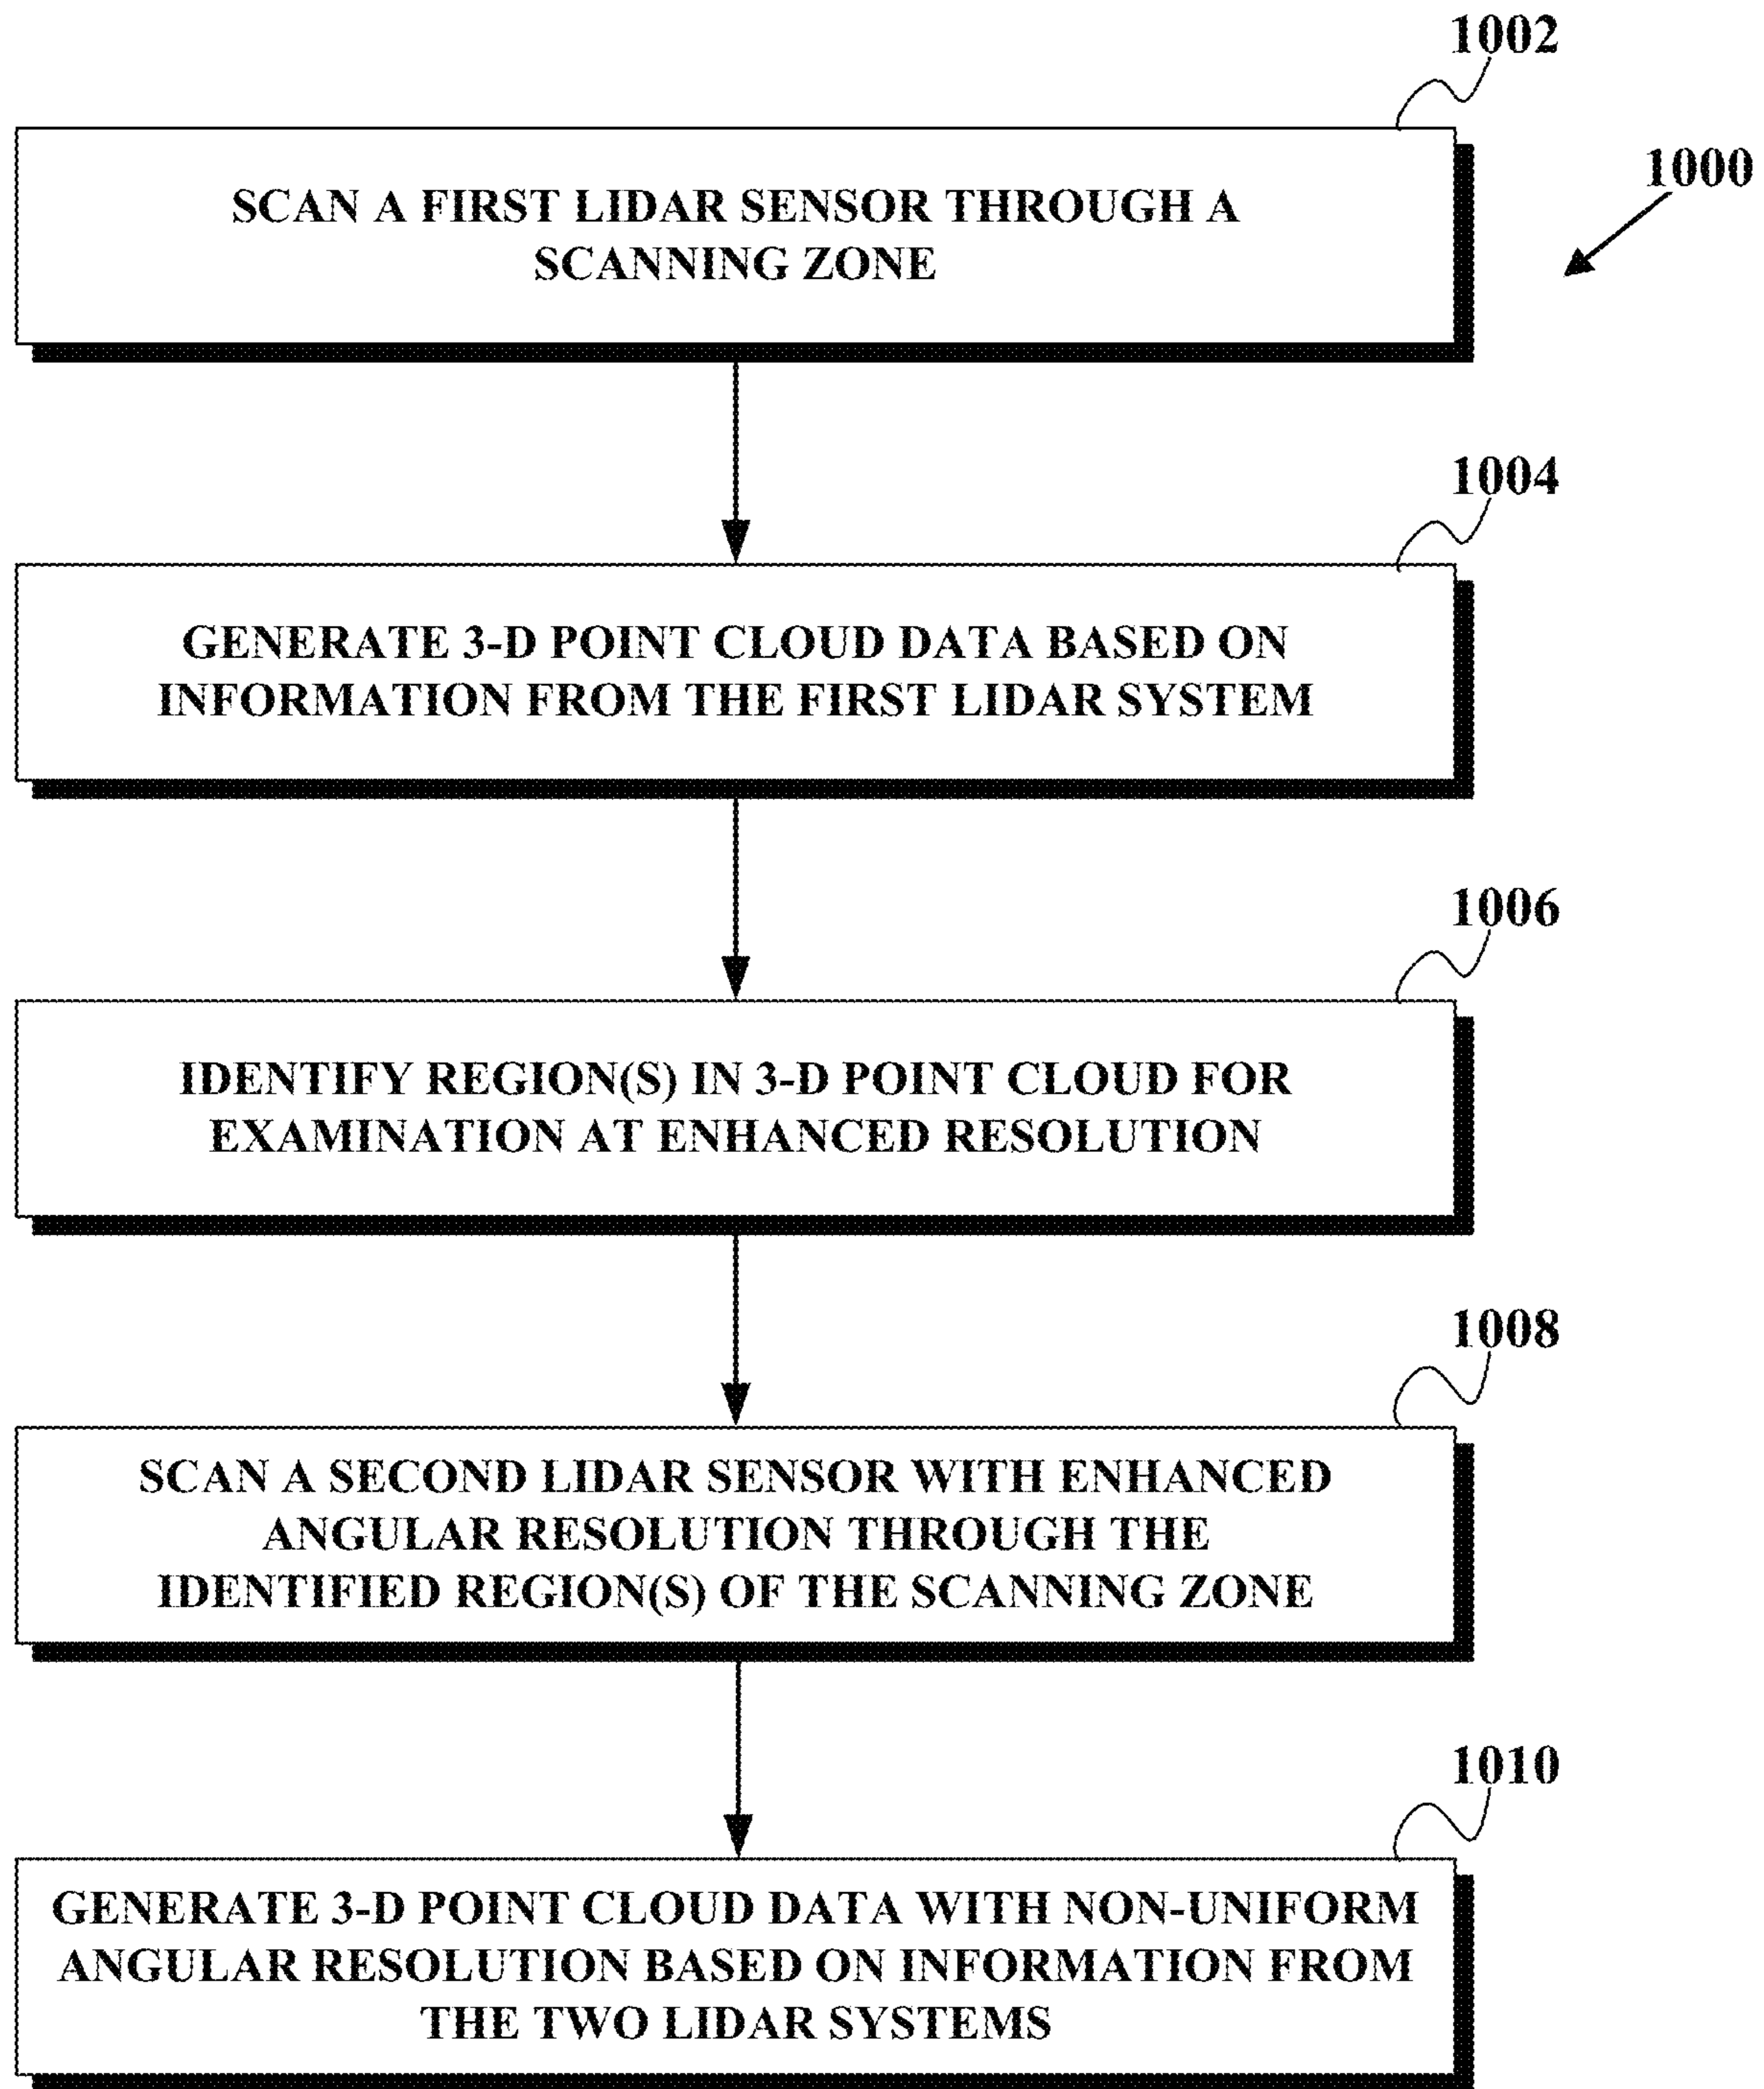 1002
1000
SCAN A FIRST LIDAR SENSOR THROUGH A
SCANNING ZONE
1004
GENERATE 3-D POINT CLOUD DATA BASED ON
INFORMATION FROM THE FIRST LIDAR SYSTEM
1006
IDENTIFY REGION(S) IN 3-D POINT CLOUD FOR
EXAMINATION AT ENHANCED RESOLUTION
1008
SCAN A SECOND LIDAR SENSOR WITH ENHANCED
ANGULAR RESOLUTION THROUGH THE
IDENTIFIED REGION(S) OF THE SCANNING ZONE
1010
GENERATE 3-D POINT CLOUD DATA WITH NON-UNIFORM
ANGULAR RESOLUTION BASED ON INFORMATION FROM
THE TWO LIDAR SYSTEMS